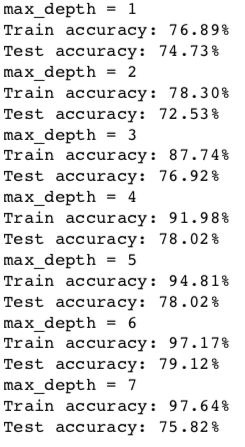 max_depth = 1
Train accuracy: 76.89%
Test accuracy: 74.73%
max_depth = 2
Train accuracy: 78.30%
Test accuracy: 72.53%
max_depth = 3
Train accuracy: 87.74%
Test accuracy: 76.92%
max_depth = 4
Train accuracy: 91.98%
Test accuracy: 78.02%
max_depth = 5
Train accuracy: 94.81%
Test accuracy: 78.02%
max_depth = 6
Train accuracy: 97.17%
Test accuracy: 79.12%
max_depth = 7
Train accuracy: 97.64%
Test accuracy: 75.82%